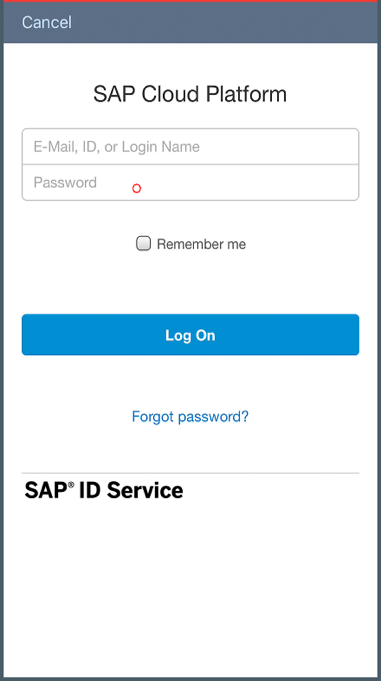 Cancel
SAP Cloud Platform
E-Mail, ID, or Login Name
Password
Remember me
Log On
Forgot password?
SAP® ID Service